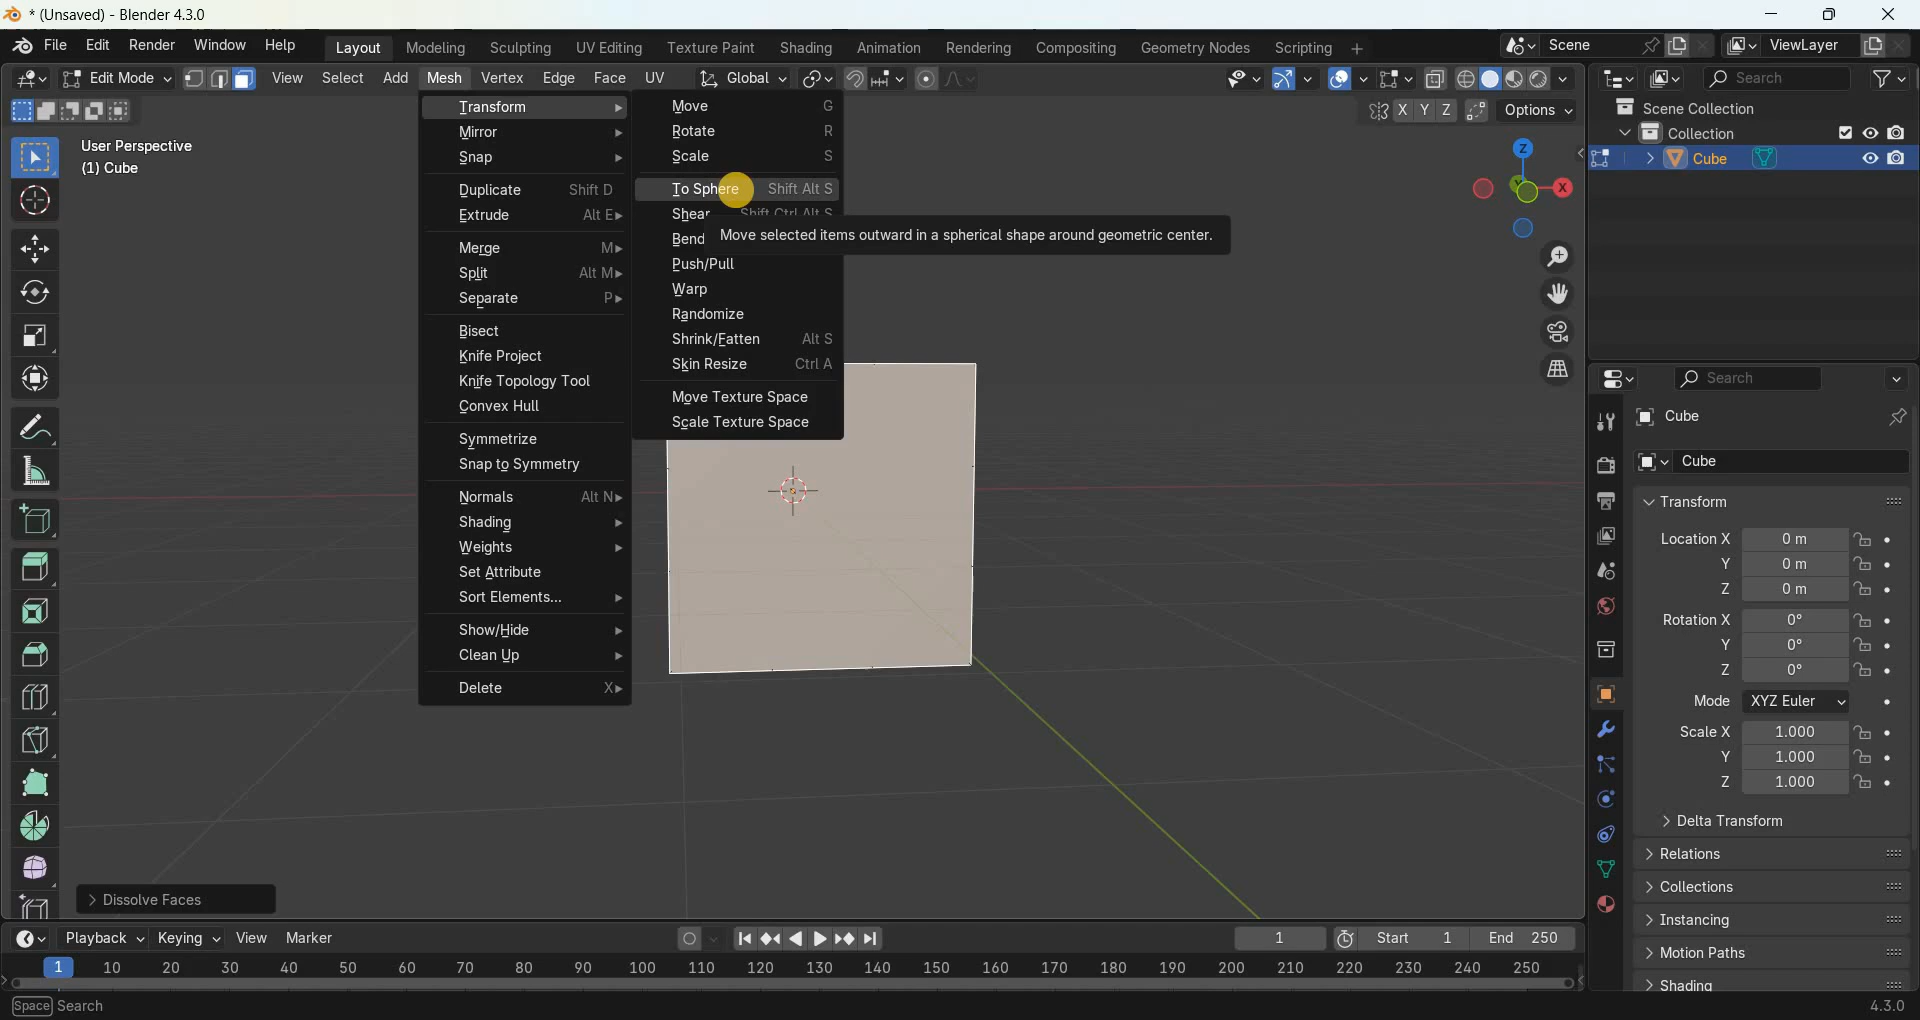 * (Unsaved) - Blender 4.3.0
File Edit Render Window Help Layout Modeling Sculpting UV Editing Texture Paint Shading Animation Rendering Compositing Geometry Nodes Scripting + Scene ViewLayer
Edit Mode View Select Add Mesh Vertex Edge Face UV Global Search
X Y Z Options
User Perspective
(1) Cube
Transform
Mirror
Snap
Duplicate Shift D
Extrude Alt E
Merge M
Split Alt M
Separate P
Bisect
Knife Project
Knife Topology Tool
Convex Hull
Symmetrize
Snap to Symmetry
Normals Alt N
Shading
Weights
Set Attribute
Sort Elements...
Show/Hide
Clean Up
Delete X
Move G
Rotate R
Scale S
To Sphere Shift Alt S
Shear Shift Ctrl Alt S
Bend
Move selected items outward in a spherical shape around geometric center.
Push/Pull
Warp
Randomize
Shrink/Fatten Alt S
Skin Resize Ctrl A
Move Texture Space
Scale Texture Space
Z
X
Scene Collection
Collection
Cube
Search
Cube
Cube
Transform
Location X 0 m
Y 0 m
Z 0 m
Rotation X 0°
Y 0°
Z 0°
Mode XYZ Euler
Scale X 1.000
Y 1.000
Z 1.000
Delta Transform
Relations
Collections
Instancing
Motion Paths
Shading
Dissolve Faces
Playback Keying View Marker 1 Start 1 End 250
1 10 20 30 40 50 60 70 80 90 100 110 120 130 140 150 160 170 180 190 200 210 220 230 240 250
Space Search 4.3.0